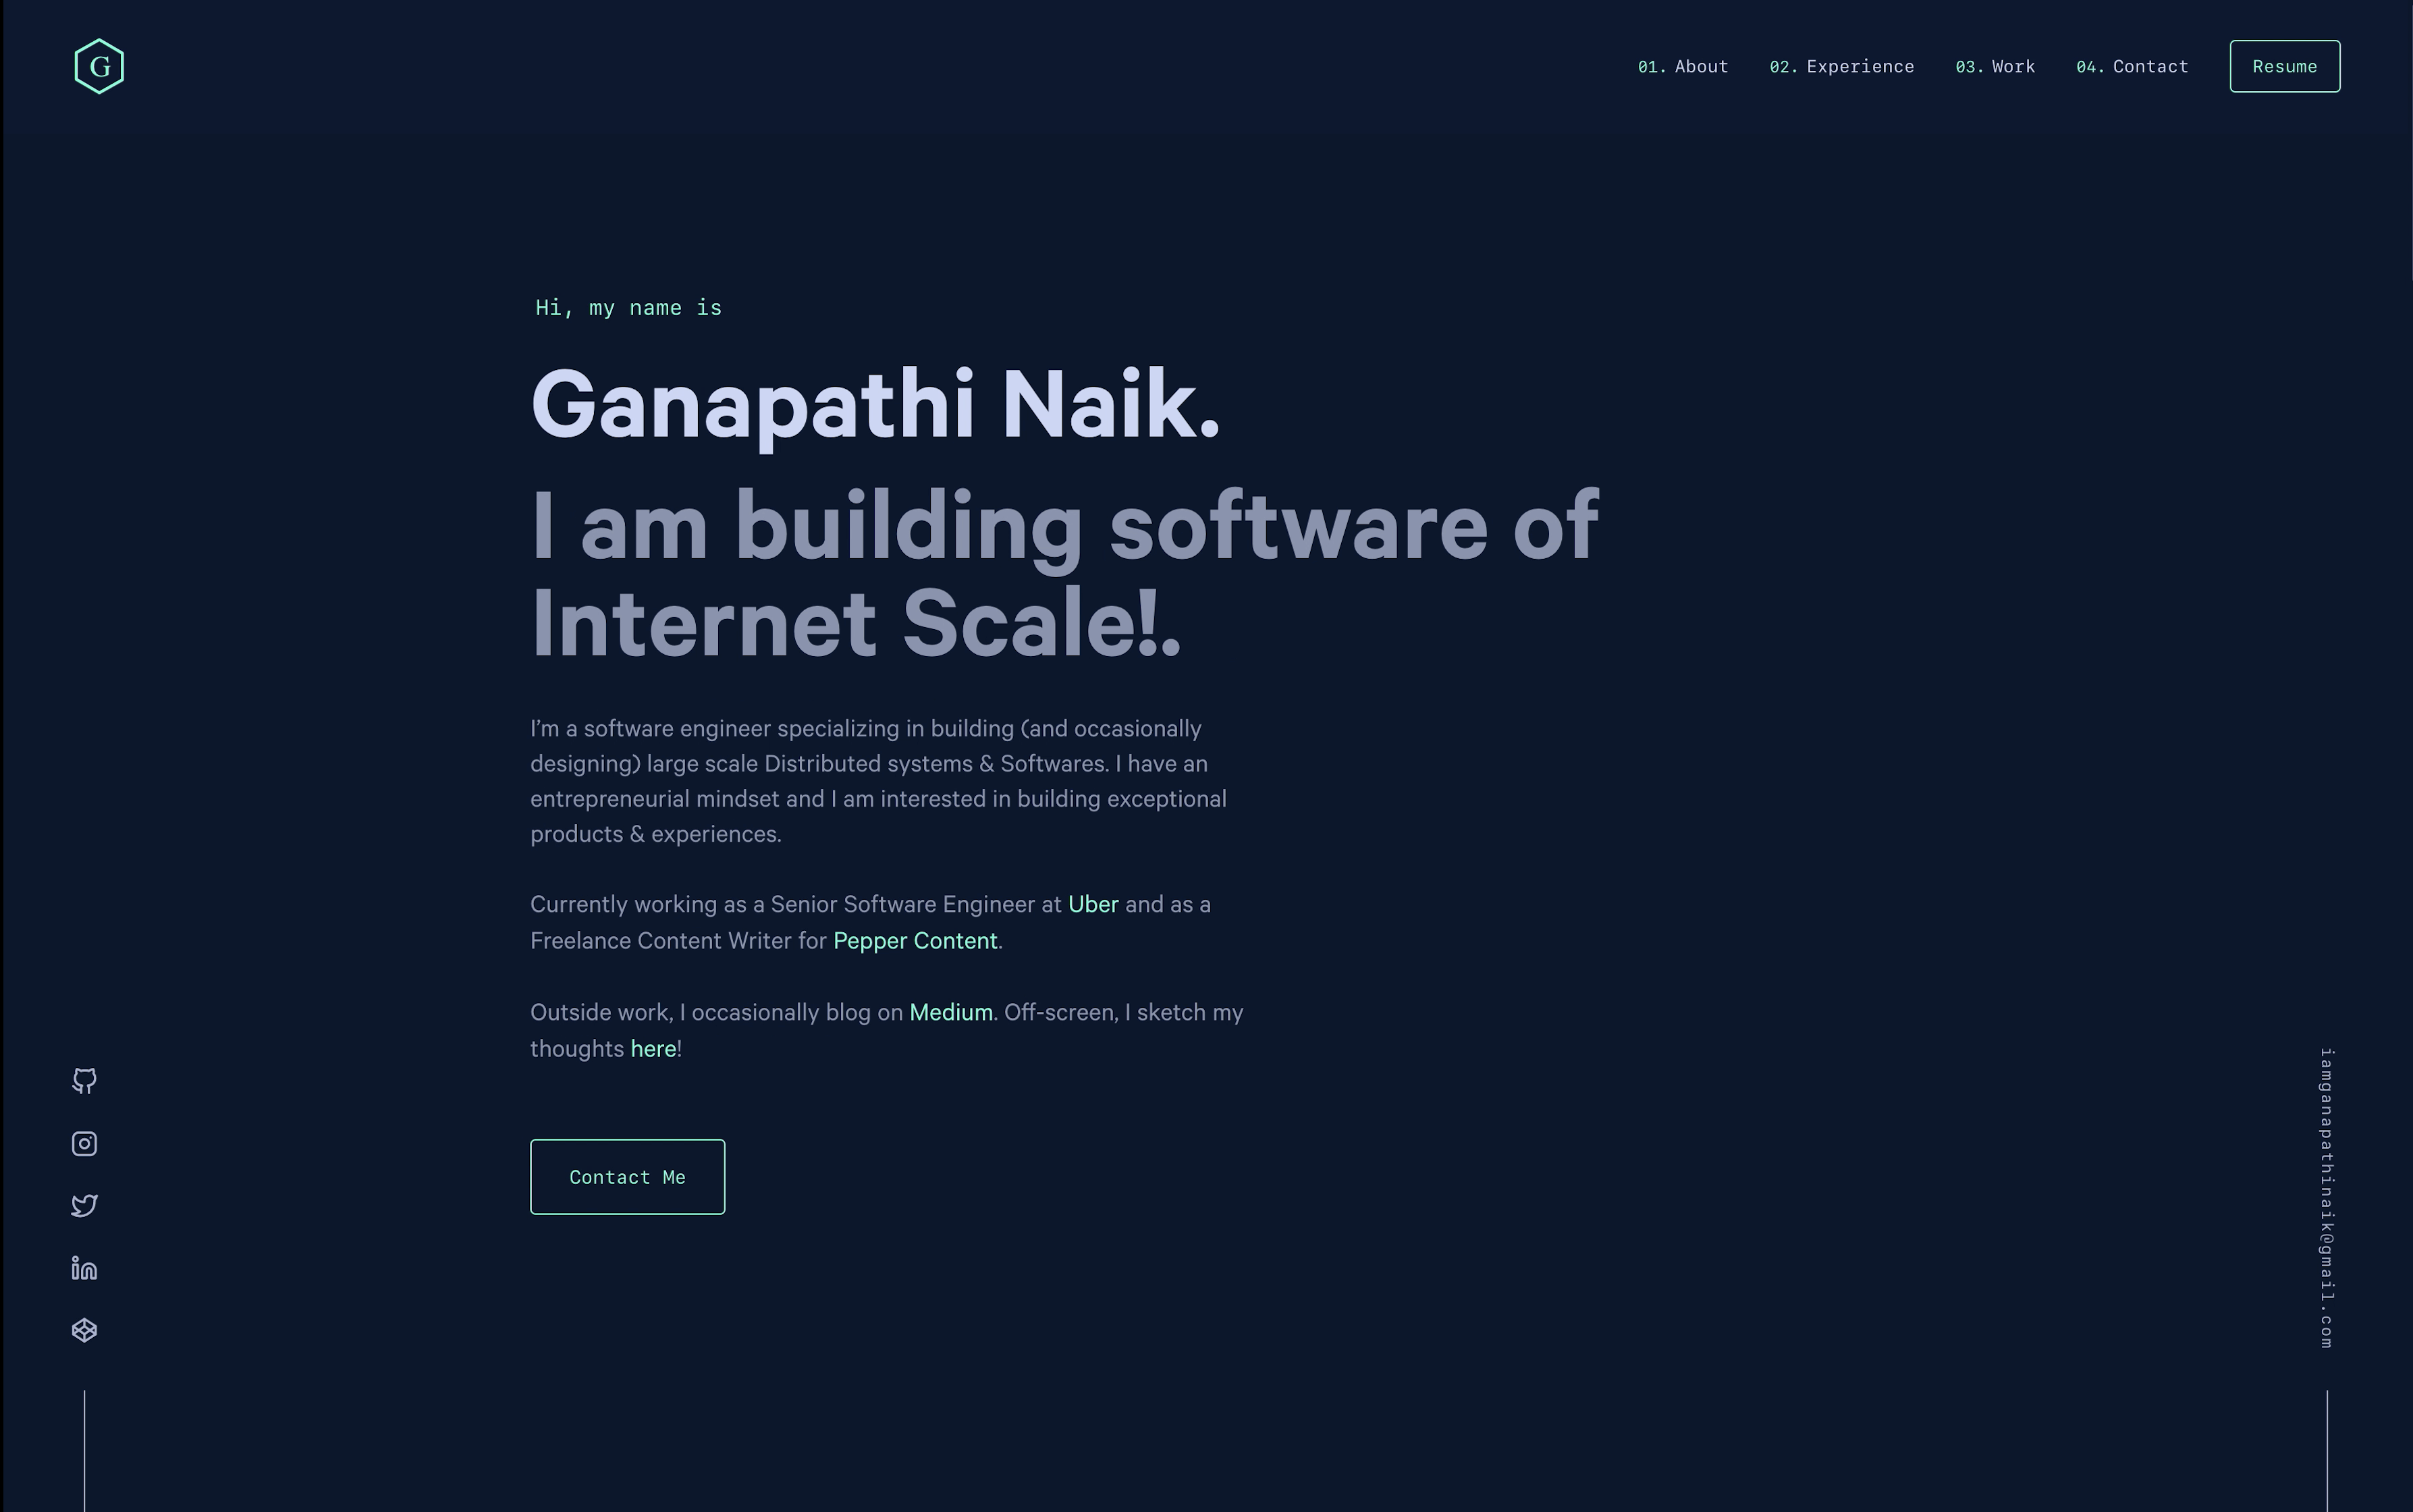 G
01. About 02. Experience 03. Work 04. Contact Resume
Hi, my name is
Ganapathi Naik.
I am building software of
Internet Scale!.
I’m a software engineer specializing in building (and occasionally
designing) large scale Distributed systems & Softwares. I have an
entrepreneurial mindset and I am interested in building exceptional
products & experiences.
Currently working as a Senior Software Engineer at Uber and as a
Freelance Content Writer for Pepper Content.
Outside work, I occasionally blog on Medium. Off-screen, I sketch my
thoughts here!
Contact Me
iamganapathinaik@gmail.com